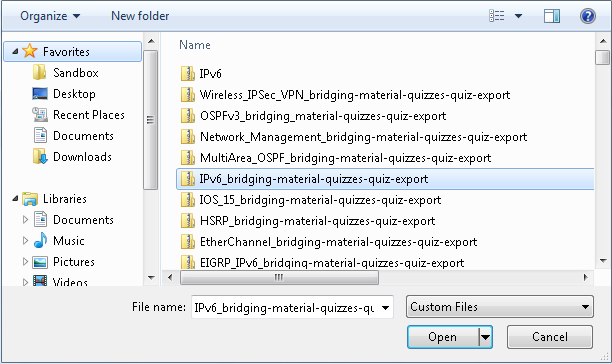 Organize New folder
Favorites
Sandbox
Desktop
Recent Places
Documents
Downloads
Libraries
Documents
Music
Pictures
Videos
Name
IPv6
Wireless_IPSec_VPN_bridging-material-quizzes-quiz-export
OSPFv3_bridging_material-quizzes-quiz-export
Network_Management_bridging-material-quizzes-quiz-export
MultiArea_OSPF_bridging-material-quizzes-quiz-export
IPv6_bridging-material-quizzes-quiz-export
IOS_15_bridging-material-quizzes-quiz-export
HSRP_bridging-material-quizzes-quiz-export
EtherChannel_bridging-material-quizzes-quiz-export
EIGRP_IPv6_bridging-material-quizzes-quiz-export
File name: IPv6_bridging-material-quizzes-qu Custom Files
Open Cancel